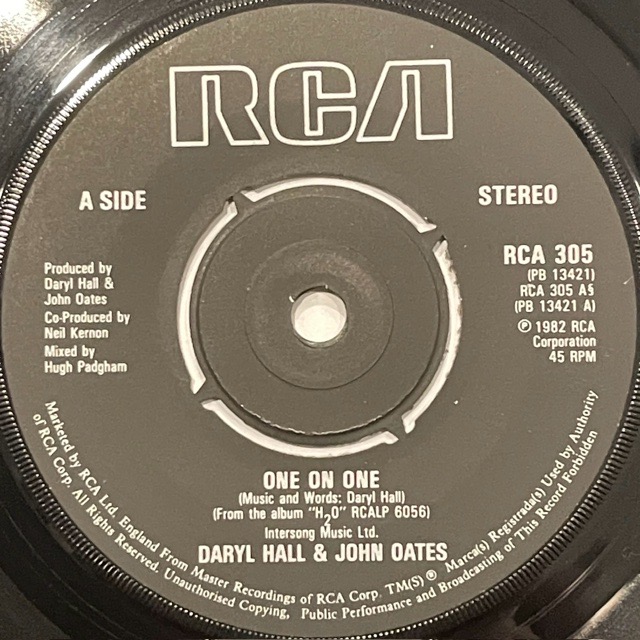 RCA
A SIDE
STEREO
RCA 305
(PB 13421)
RCA 305 A§
(PB 13421 A)
℗ 1982 RCA
Corporation
45 RPM
Produced by
Daryl Hall &
John Oates
Co-Produced by
Neil Kernon
Mixed by
Hugh Padgham
ONE ON ONE
(Music and Words: Daryl Hall)
(From the album "H₂O" RCALP 6056)
Intersong Music Ltd.
DARYL HALL & JOHN OATES
Marketed by RCA Ltd. England From Master Recordings of RCA Corp. TM(S) ® Marca(s) Registrada(s) Used by Authority
of RCA Corp. All Rights Reserved. Unauthorised Copying, Public Performance and Broadcasting of This Record Forbidden